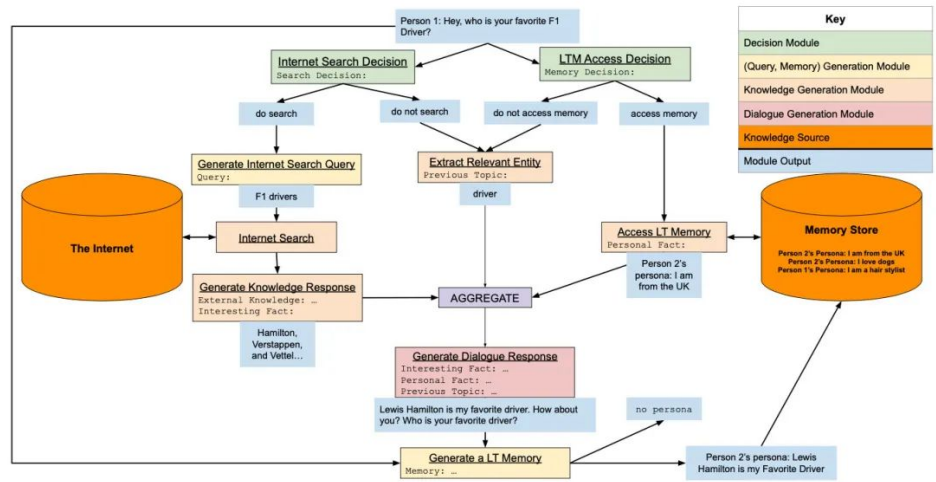 Person 1: Hey, who is your favorite F1
Driver?
Key
Decision Module
(Query, Memory) Generation Module
Knowledge Generation Module
Dialogue Generation Module
Knowledge Source
Module Output
Internet Search Decision
Search Decision:
LTM Access Decision
Memory Decision:
do search
do not search
do not access memory
access memory
Generate Internet Search Query
Query:
F1 drivers
Extract Relevant Entity
Previous Topic:
driver
The Internet
Internet Search
Access LT Memory
Personal Fact:
Person 2's
persona: I am
from the UK
Memory Store
Person 2's Persona: I am from the UK
Person 2's Persona: I love dogs
Person 1's Persona: I am a hair stylist
Generate Knowledge Response
External Knowledge: …
Interesting Fact:
Hamilton,
Verstappen,
and Vettel…
AGGREGATE
Generate Dialogue Response
Interesting Fact: …
Personal Fact: …
Previous Topic: …
Lewis Hamilton is my favorite driver. How about
you? Who is your favorite driver?
no persona
Generate a LT Memory
Memory: …
Person 2's persona: Lewis
Hamilton is my Favorite Driver